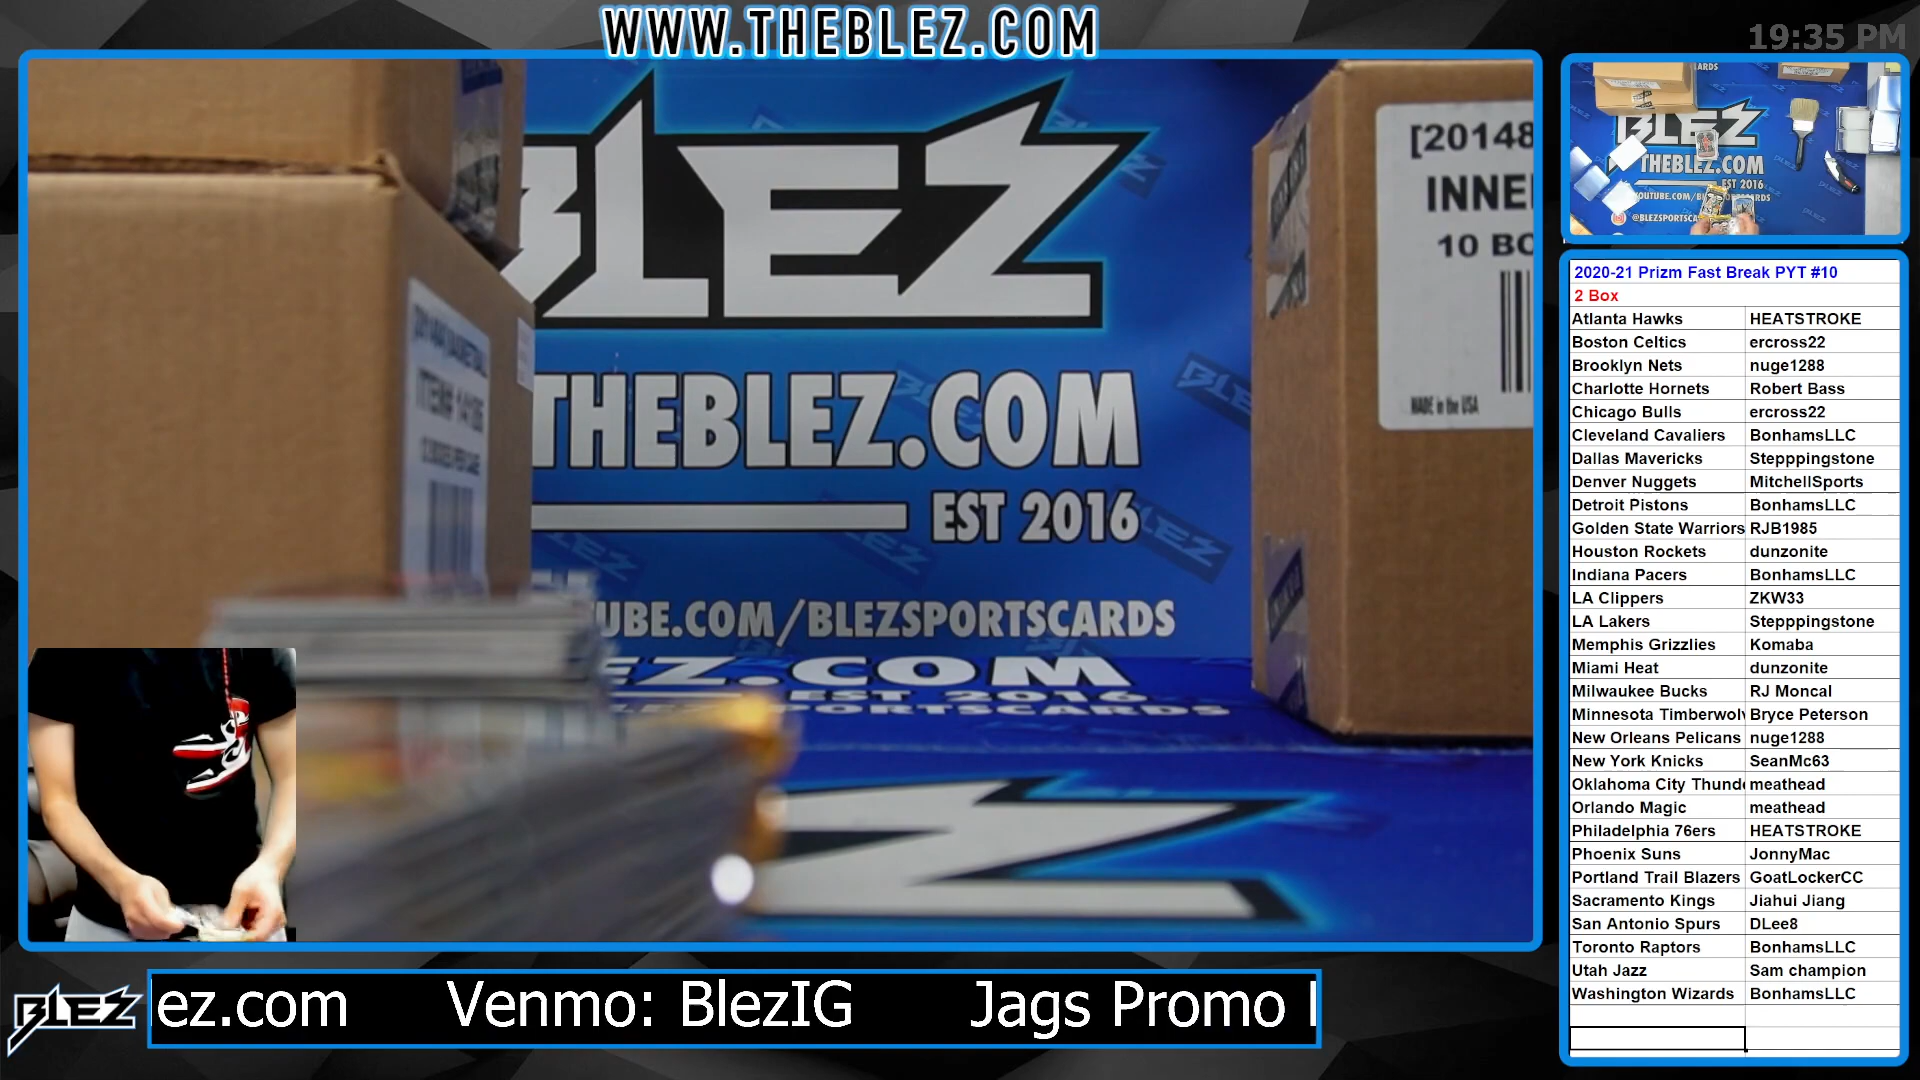 WWW.THEBLEZ.COM
19:35 PM
BLEZ
THEBLEZ.COM
EST 2016
UBE.COM/BLEZSPORTSCARDS
EZ.COM
EST 2016
BLEZSPORTSCARDS
[20148
INNE
10 BO
MADE in the USA
BLEZ
THEBLEZ.COM
EST 2016
2020-21 Prizm Fast Break PYT #10
2 Box
Atlanta Hawks HEATSTROKE
Boston Celtics ercross22
Brooklyn Nets nuge1288
Charlotte Hornets Robert Bass
Chicago Bulls ercross22
Cleveland Cavaliers BonhamsLLC
Dallas Mavericks Stepppingstone
Denver Nuggets MitchellSports
Detroit Pistons BonhamsLLC
Golden State Warriors RJB1985
Houston Rockets dunzonite
Indiana Pacers BonhamsLLC
LA Clippers ZKW33
LA Lakers Stepppingstone
Memphis Grizzlies Komaba
Miami Heat dunzonite
Milwaukee Bucks RJ Moncal
Minnesota Timberwolv Bryce Peterson
New Orleans Pelicans nuge1288
New York Knicks SeanMc63
Oklahoma City Thund meathead
Orlando Magic meathead
Philadelphia 76ers HEATSTROKE
Phoenix Suns JonnyMac
Portland Trail Blazers GoatLockerCC
Sacramento Kings Jiahui Jiang
San Antonio Spurs DLee8
Toronto Raptors BonhamsLLC
Utah Jazz Sam champion
Washington Wizards BonhamsLLC
BLEZ
ez.com Venmo: BlezIG Jags Promo